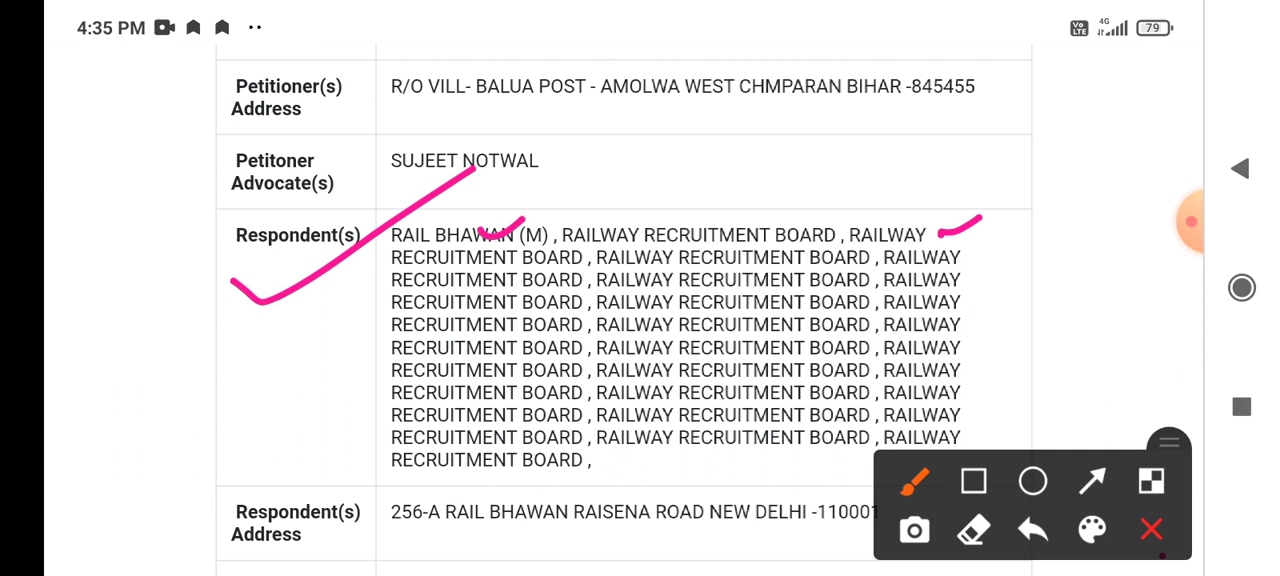 4:35 PM
4G
Vo
LTE
79
Petitioner(s)
Address
R/O VILL- BALUA POST - AMOLWA WEST CHMPARAN BIHAR -845455
Petitoner
Advocate(s)
SUJEET NOTWAL
Respondent(s)
RAIL BHAWAN (M) , RAILWAY RECRUITMENT BOARD , RAILWAY
RECRUITMENT BOARD , RAILWAY RECRUITMENT BOARD , RAILWAY
RECRUITMENT BOARD , RAILWAY RECRUITMENT BOARD , RAILWAY
RECRUITMENT BOARD , RAILWAY RECRUITMENT BOARD , RAILWAY
RECRUITMENT BOARD , RAILWAY RECRUITMENT BOARD , RAILWAY
RECRUITMENT BOARD , RAILWAY RECRUITMENT BOARD , RAILWAY
RECRUITMENT BOARD , RAILWAY RECRUITMENT BOARD , RAILWAY
RECRUITMENT BOARD , RAILWAY RECRUITMENT BOARD , RAILWAY
RECRUITMENT BOARD , RAILWAY RECRUITMENT BOARD , RAILWAY
RECRUITMENT BOARD , RAILWAY RECRUITMENT BOARD , RAILWAY
RECRUITMENT BOARD ,
Respondent(s)
Address
256-A RAIL BHAWAN RAISENA ROAD NEW DELHI -110001